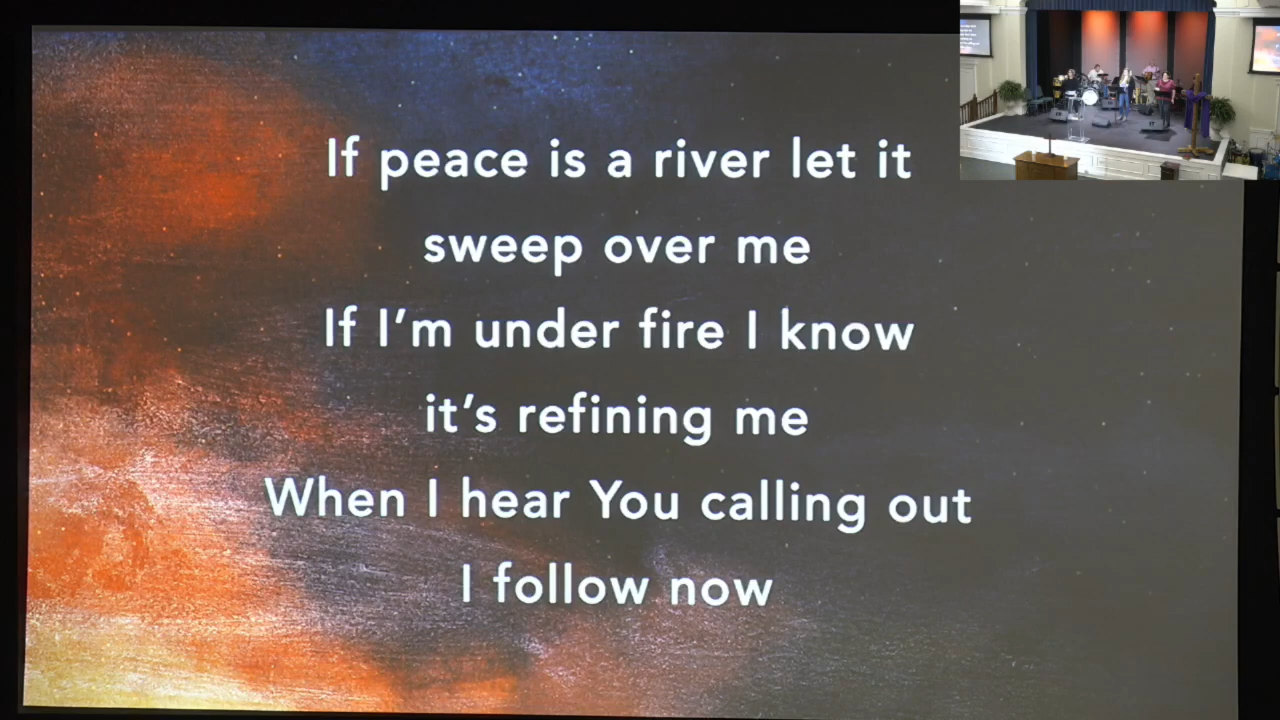 If peace is a river let it
sweep over me
If I'm under fire I know
it's refining me
When I hear You calling out
I follow now